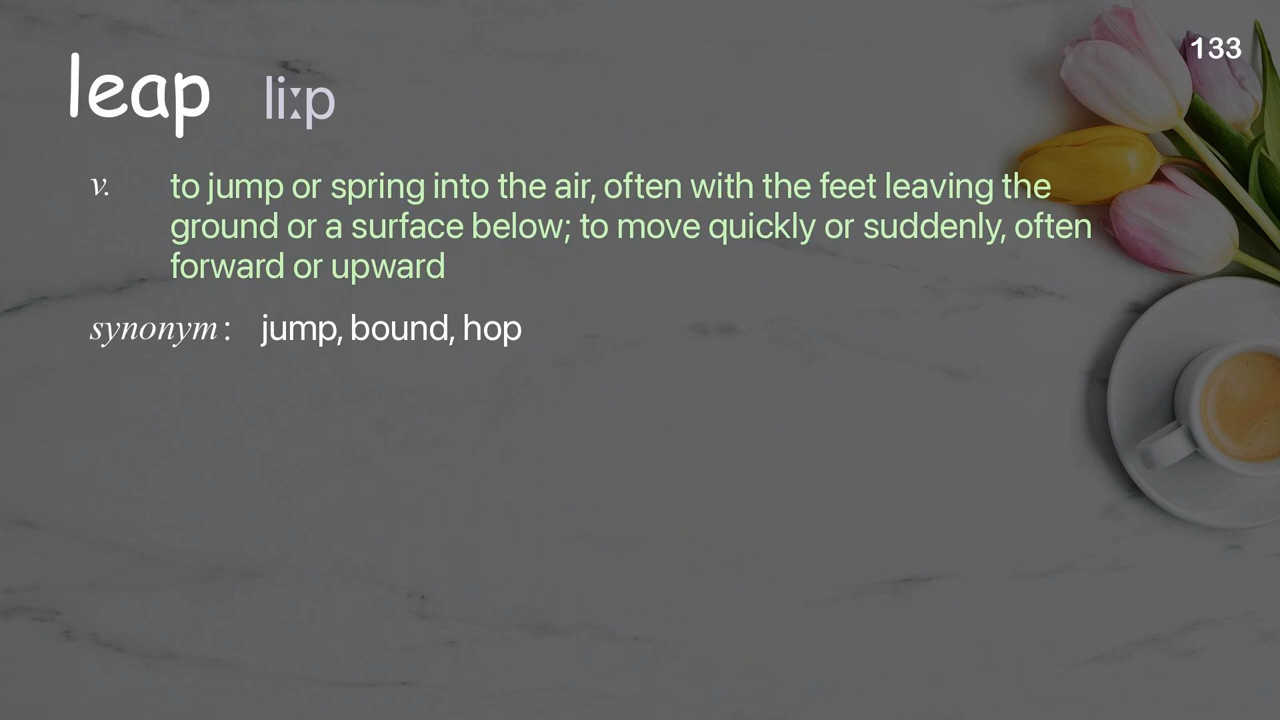 133
leap li:p
v. to jump or spring into the air, often with the feet leaving the
ground or a surface below; to move quickly or suddenly, often
forward or upward
synonym: jump, bound, hop